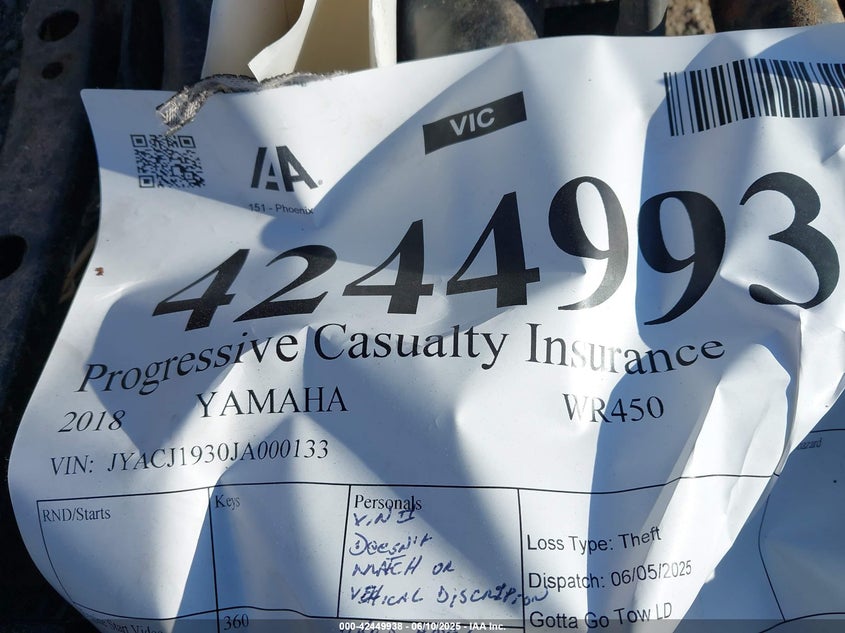 VIC
IAA
151 - Phoenix
4244993
Progressive Casualty Insurance
2018 YAMAHA WR450
VIN: JYACJ1930JA000133
RND/Starts
Keys
Personals
VIN #
Doesn't
MATCH OR
VEHICAL DISCRIPTION
Loss Type: Theft
Dispatch: 06/05/2025
Gotta Go Tow LD
360
000-42449938 - 06/10/2025 - IAA Inc.